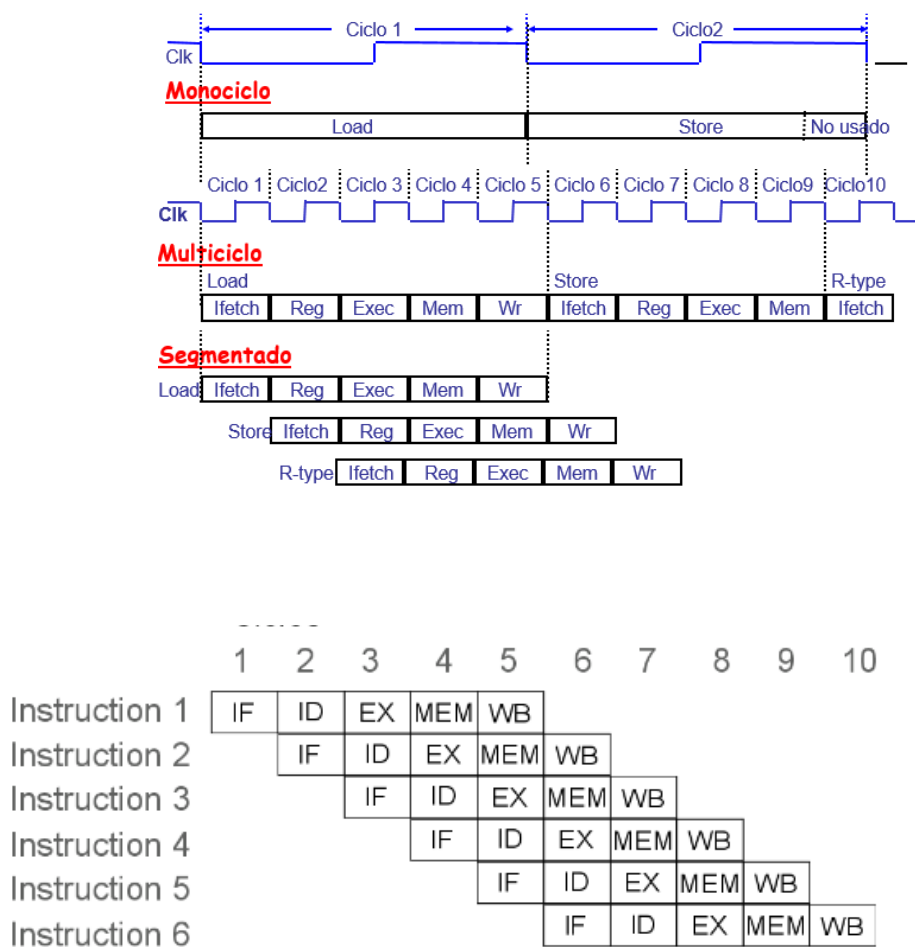 Ciclo 1 Ciclo2
Clk
Monociclo
Load Store No usado
Ciclo 1 Ciclo2 Ciclo 3 Ciclo 4 Ciclo 5 Ciclo 6 Ciclo 7 Ciclo 8 Ciclo9 Ciclo10
Clk
Multiciclo
Load Store R-type
Ifetch Reg Exec Mem Wr Ifetch Reg Exec Mem Ifetch
Segmentado
Load Ifetch Reg Exec Mem Wr
Store Ifetch Reg Exec Mem Wr
R-type Ifetch Reg Exec Mem Wr
1 2 3 4 5 6 7 8 9 10
Instruction 1 IF ID EX MEM WB
Instruction 2 IF ID EX MEM WB
Instruction 3 IF ID EX MEM WB
Instruction 4 IF ID EX MEM WB
Instruction 5 IF ID EX MEM WB
Instruction 6 IF ID EX MEM WB